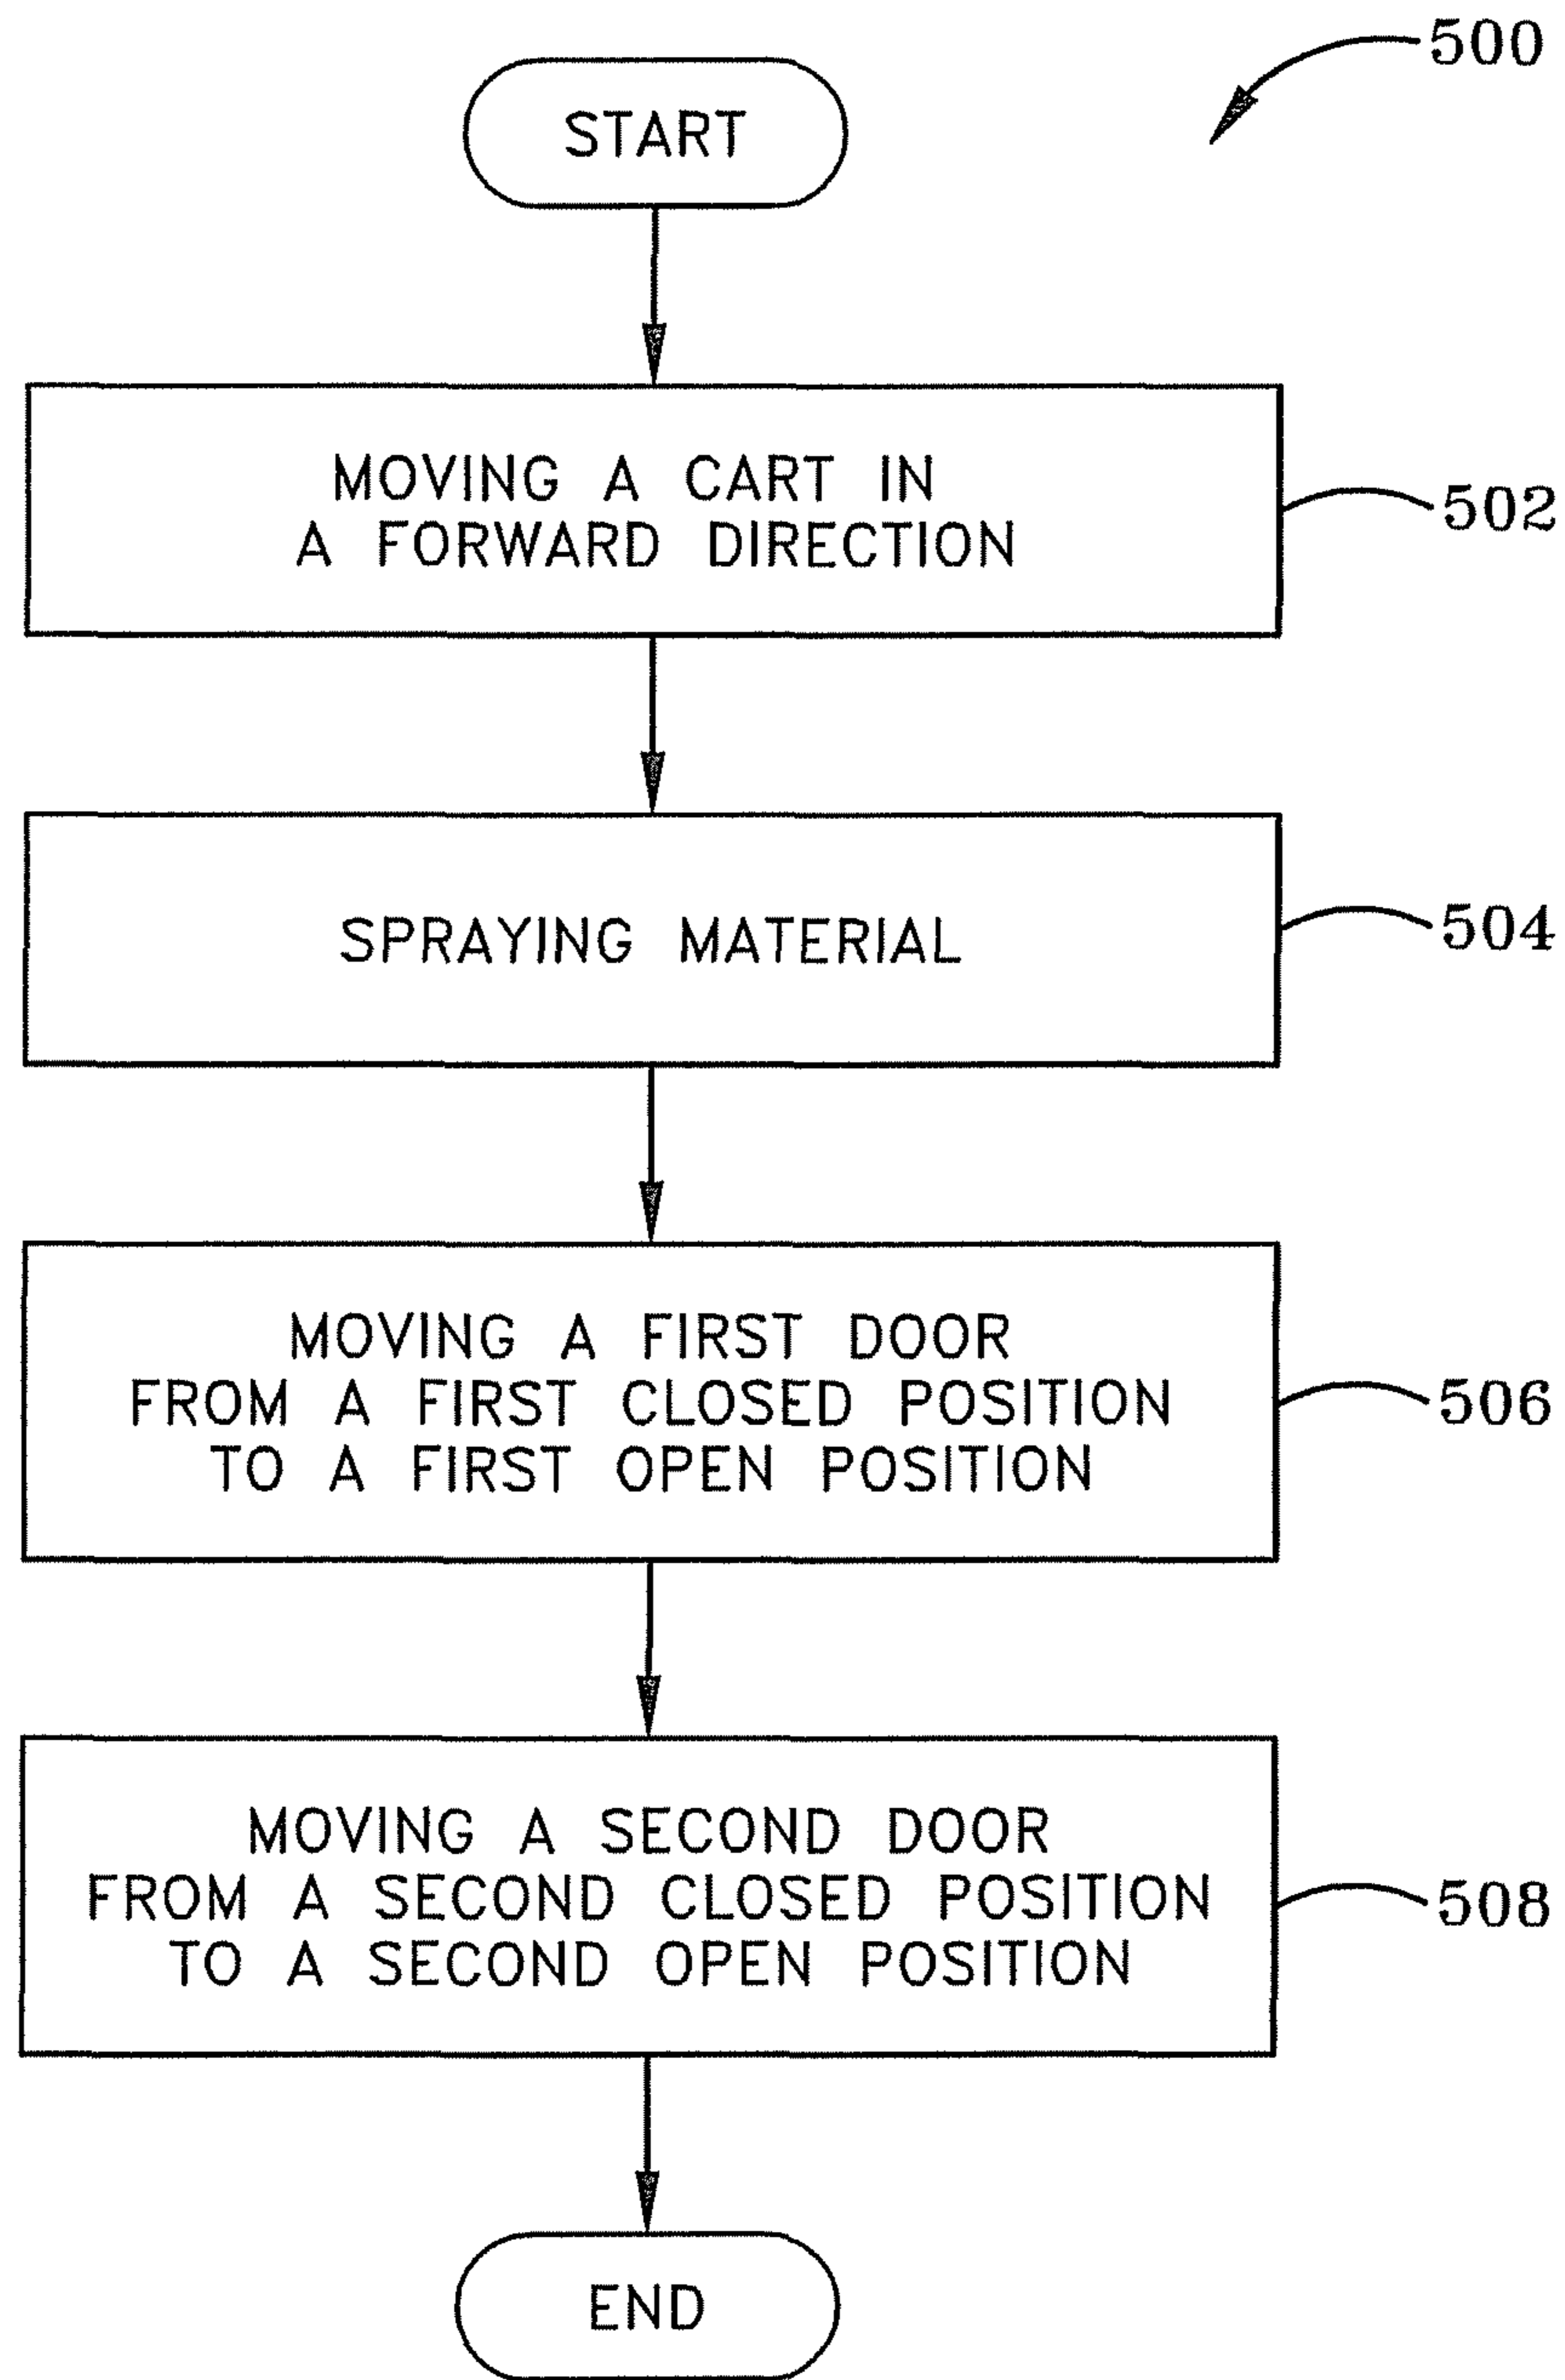 500
START
MOVING A CART IN
A FORWARD DIRECTION
502
SPRAYING MATERIAL
504
MOVING A FIRST DOOR
FROM A FIRST CLOSED POSITION
TO A FIRST OPEN POSITION
506
MOVING A SECOND DOOR
FROM A SECOND CLOSED POSITION
TO A SECOND OPEN POSITION
508
END